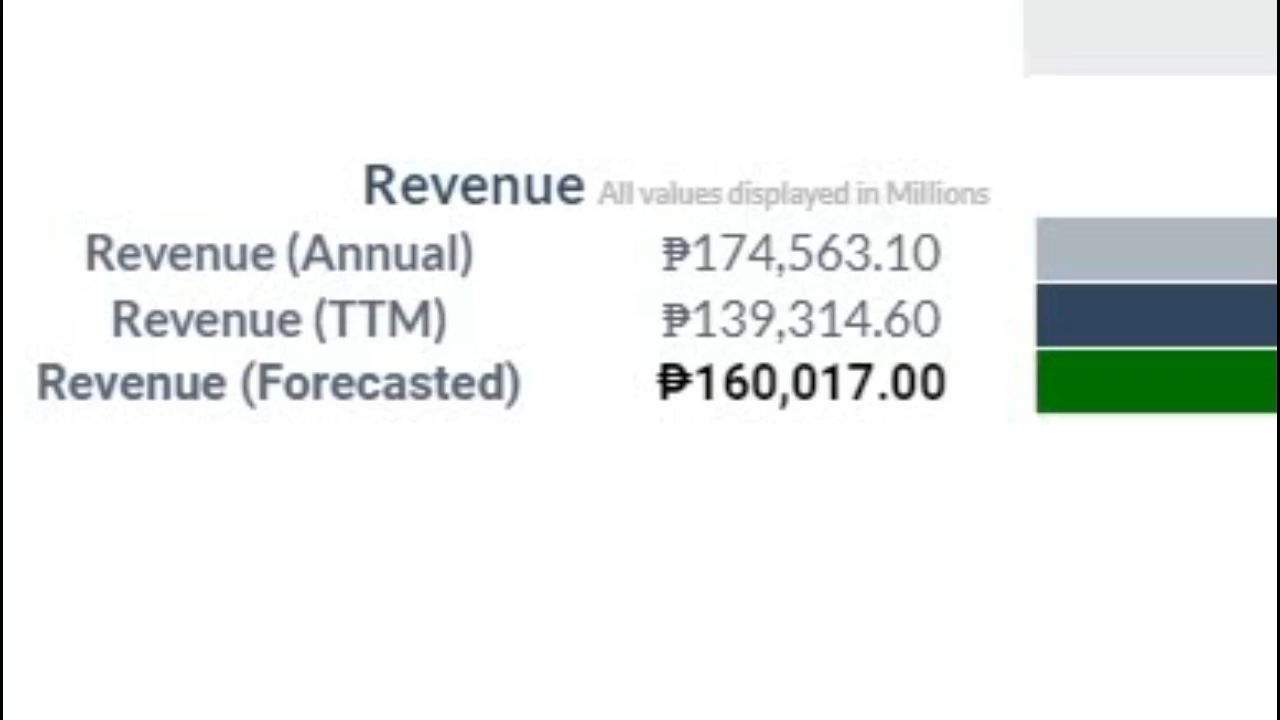 Revenue All values displayed in Millions
Revenue (Annual) ₱174,563.10
Revenue (TTM) ₱139,314.60
Revenue (Forecasted) ₱160,017.00